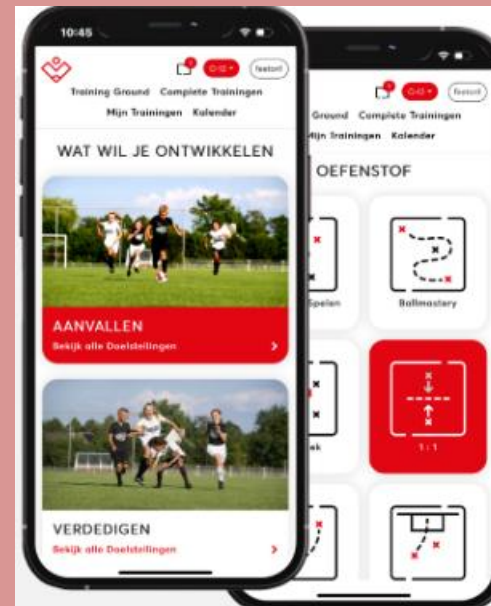 10:45
Training Ground Complete Trainingen
Mijn Trainingen Kalender
WAT WIL JE ONTWIKKELEN
AANVALLEN
Bekijk alle Doelstellingen
VERDEDIGEN
Bekijk alle Doelstellingen
Ground Complete Trainingen
Mijn Trainingen Kalender
OEFENSTOF
Spelen
Ballmastery
ek
1:1